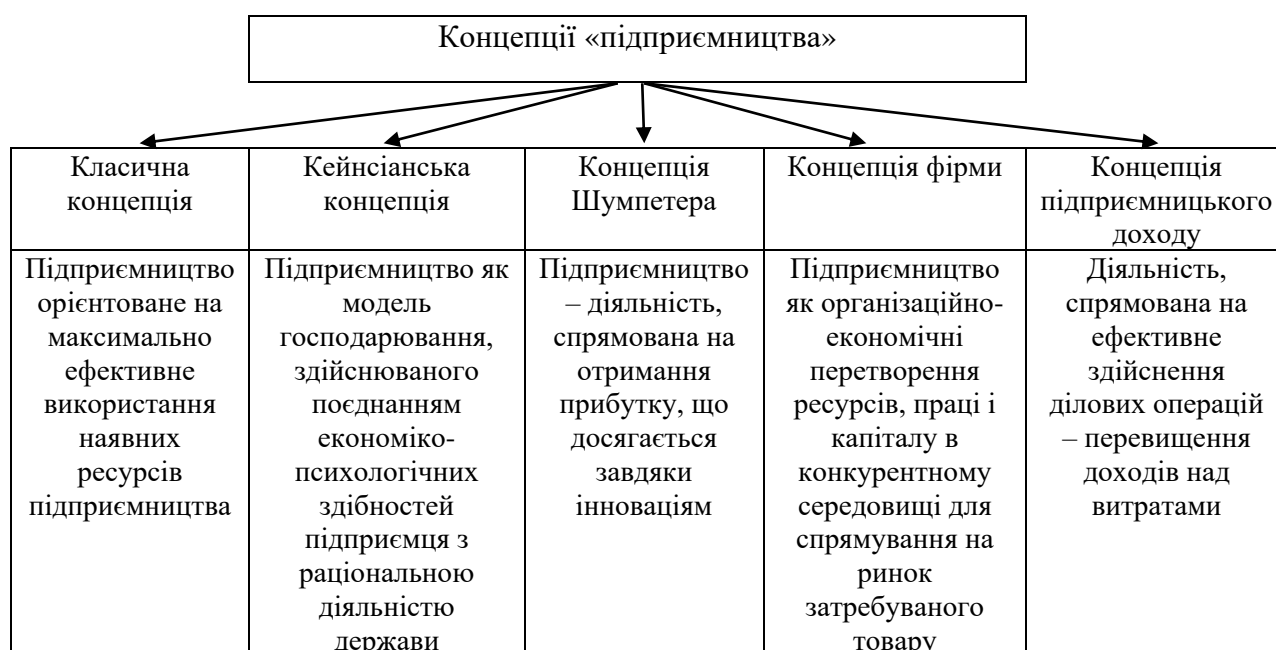 Концепції «підприємництва»
Класична
концепція
Кейнсіанська
концепція
Концепція
Шумпетера
Концепція фірми
Концепція
підприємницького
доходу
Підприємництво
орієнтоване на
максимально
ефективне
використання
наявних
ресурсів
підприємництва
Підприємництво як
модель
господарювання,
здійснюваного
поєднанням
економіко-
психологічних
здібностей
підприємця з
раціональною
діяльністю
держави
Підприємництво
– діяльність,
спрямована на
отримання
прибутку, що
досягається
завдяки
інноваціям
Підприємництво
як організаційно-
економічні
перетворення
ресурсів, праці і
капіталу в
конкурентному
середовищі для
спрямування на
ринок
затребуваного
товару
Діяльність,
спрямована на
ефективне
здійснення
ділових операцій
– перевищення
доходів над
витратами